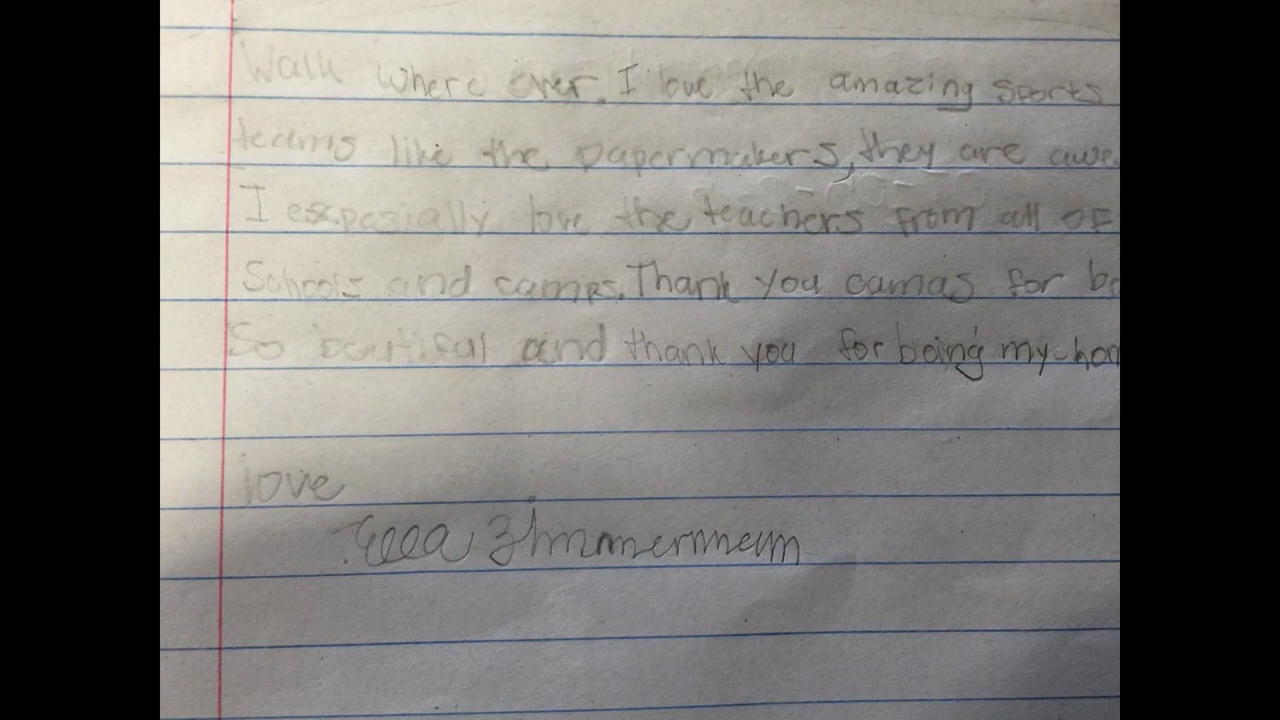 Walk where ever. I love the amazing sports
teams like the papermakers, they are awe
I espesially love the teachers from all of
Schools and camps. Thank you camas for be
So beutiful and thank you for being my hom
love
Ella Zimmermam